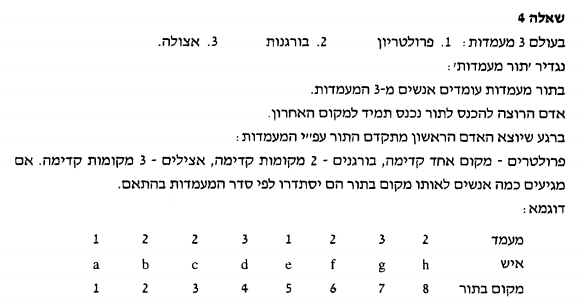 שאלה 4
בעולם 3 מעמדות: 1. פרולטריון 2. בורגנות 3. אצולה.
נגדיר 'תור מעמדות':
בתור מעמדות עומדים אנשים מ-3 המעמדות.
אדם הרוצה להכנס לתור נכנס תמיד למקום האחרון.
ברגע שיוצא האדם הראשון מתקדם התור עפ״י המעמדות:
פרולטרים - מקום אחד קדימה, בורגנים - 2 מקומות קדימה, אצילים - 3 מקומות קדימה. אם
מגיעים כמה אנשים לאותו מקום בתור הם יסתדרו לפי סדר המעמדות בהתאם.
דוגמא:
מעמד 2 3 2 1 3 2 2 1
איש h g f e d c b a
מקום בתור 8 7 6 5 4 3 2 1